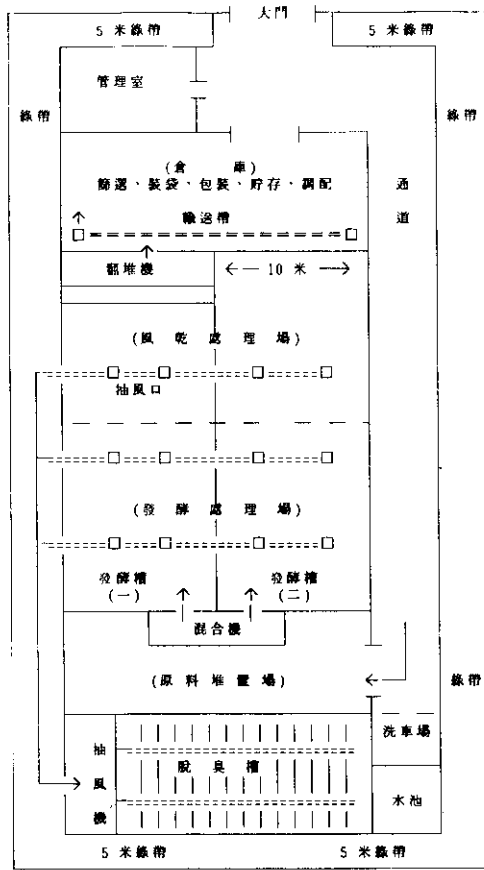 大門
5 米綠帶
5 米綠帶
管理室
綠帶
綠帶
(倉 庫)
篩選、裝袋、包裝、貯存、調配
通道
輸送槽
翻堆機
10 米
(風 乾 處 理 場)
抽風口
(發 酵 處 理 場)
發酵槽
(一)
發酵槽
(二)
混合機
(原 料 堆 置 場)
綠帶
洗車場
抽風機
脫 臭 槽
水池
5 米綠帶
5 米綠帶